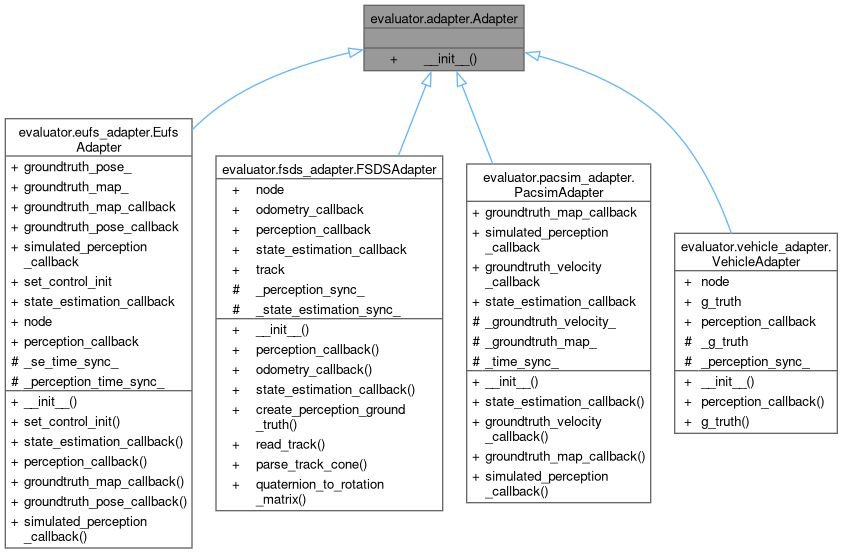 evaluator.adapter.Adapter
+ __init__()
evaluator.eufs_adapter.Eufs
Adapter
+ groundtruth_pose_
+ groundtruth_map_
+ groundtruth_map_callback
+ groundtruth_pose_callback
+ simulated_perception
_callback
+ set_control_init
+ state_estimation_callback
+ node
+ perception_callback
# _se_time_sync_
# _perception_time_sync_
+ __init__()
+ set_control_init()
+ state_estimation_callback()
+ perception_callback()
+ groundtruth_map_callback()
+ groundtruth_pose_callback()
+ simulated_perception
_callback()
evaluator.fsds_adapter.FSDSAdapter
+ node
+ odometry_callback
+ perception_callback
+ state_estimation_callback
+ track
# _perception_sync_
# _state_estimation_sync_
+ __init__()
+ perception_callback()
+ odometry_callback()
+ state_estimation_callback()
+ create_perception_ground
_truth()
+ read_track()
+ parse_track_cone()
+ quaternion_to_rotation
_matrix()
evaluator.pacsim_adapter.
PacsimAdapter
+ groundtruth_map_callback
+ simulated_perception
_callback
+ groundtruth_velocity
_callback
+ state_estimation_callback
# _groundtruth_velocity_
# _groundtruth_map_
# _time_sync_
+ __init__()
+ state_estimation_callback()
+ groundtruth_velocity
_callback()
+ groundtruth_map_callback()
+ simulated_perception
_callback()
evaluator.vehicle_adapter.
VehicleAdapter
+ node
+ g_truth
+ perception_callback
# _g_truth
# _perception_sync_
+ __init__()
+ perception_callback()
+ g_truth()